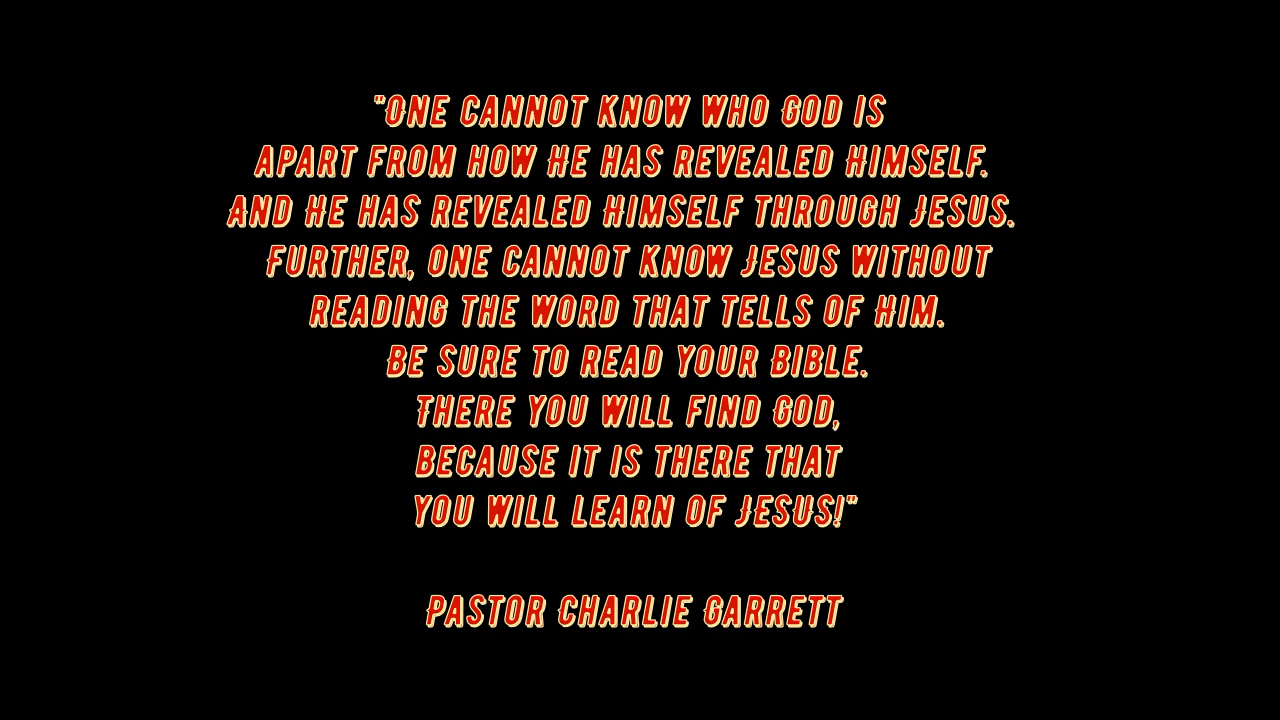 "One cannot know who God is
apart from how He has revealed Himself.
And He has revealed Himself through Jesus.
Further, one cannot know Jesus without
reading the word that tells of Him.
Be sure to read your Bible.
There you will find God,
because it is there that
you will learn of Jesus!"
Pastor Charlie Garrett